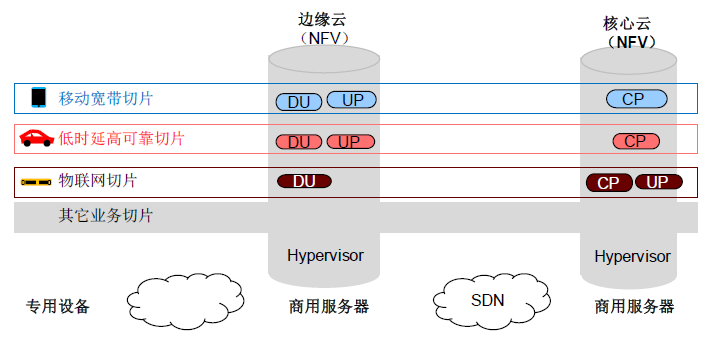 边缘云
（NFV）
核心云
（NFV）
移动宽带切片
DU
UP
CP
低时延高可靠切片
DU
UP
CP
物联网切片
DU
CP
UP
其它业务切片
Hypervisor
Hypervisor
专用设备
商用服务器
SDN
商用服务器